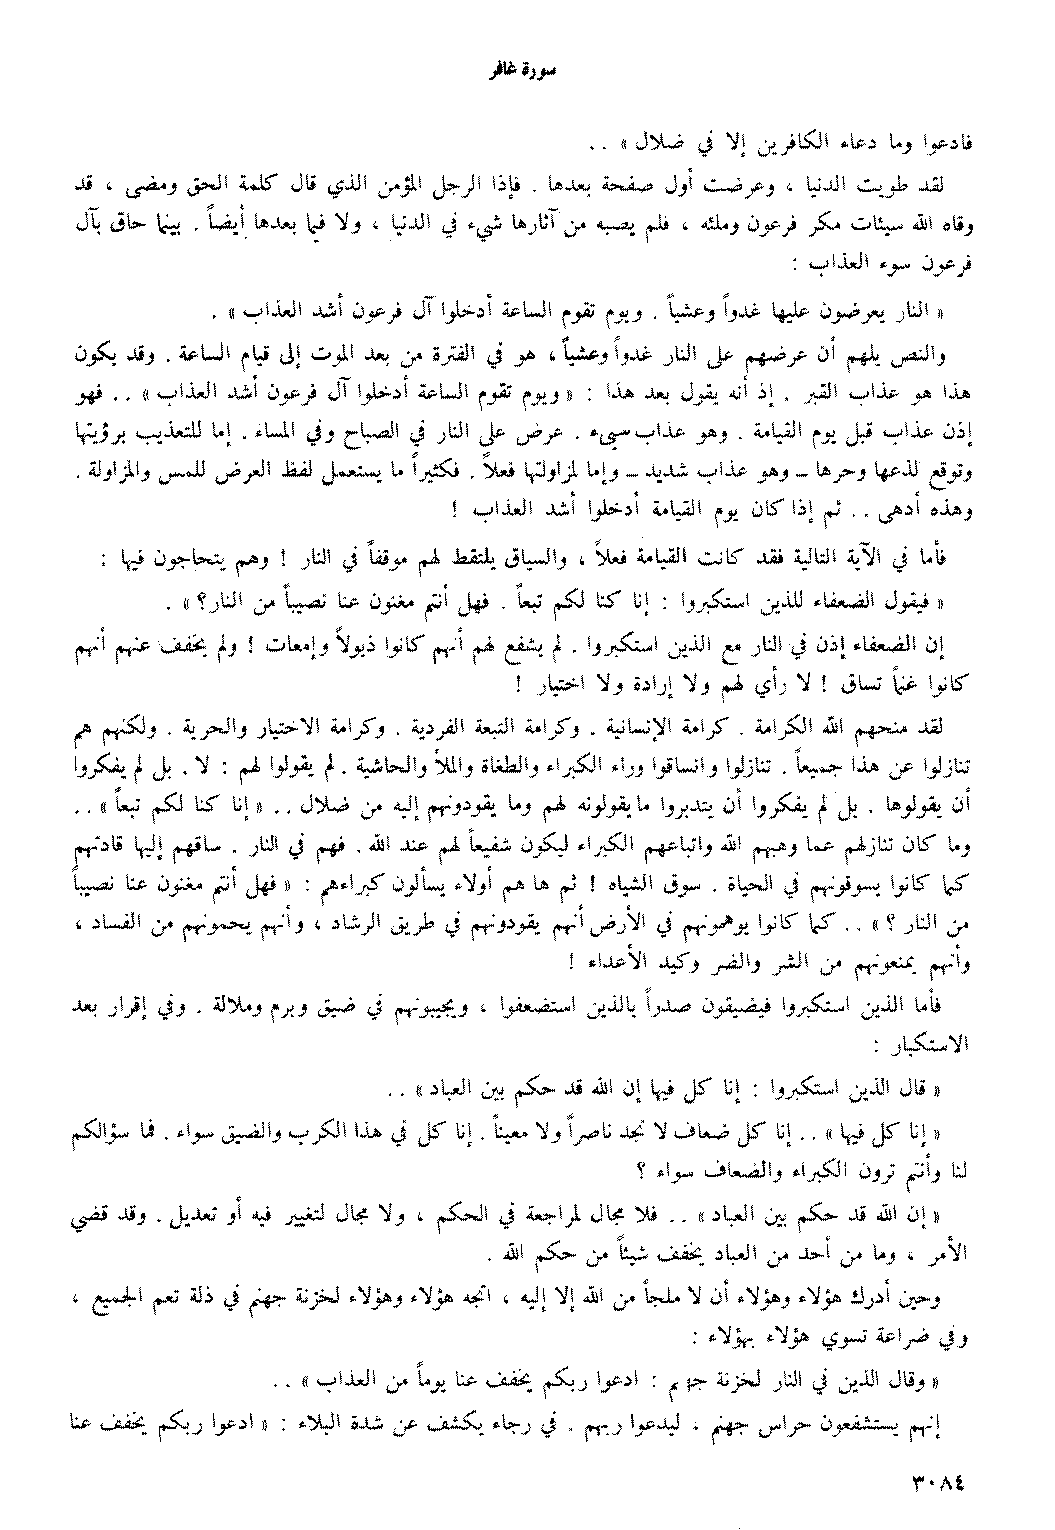 سورة غافر
فادعوا وما دعاء الكافرين إلا في ضلال » . .
لقد طويت الدنيا ، وعرضت أول صفحة بعدها . فإذا الرجل المؤمن الذي قال كلمة الحق ومضى ، قد
وقاه الله سيئات مكر فرعون وملئه ، فلم يصبه من آثارها شيء في الدنيا ، ولا فيما بعدها أيضاً . بينما حاق بآل
فرعون سوء العذاب :
« النار يعرضون عليها غدواً وعشياً . ويوم تقوم الساعة أدخلوا آل فرعون أشد العذاب » .
والنص يلهم أن عرضهم على النار غدواً وعشياً ، هو في الفترة من بعد الموت إلى قيام الساعة . وقد يكون
هذا هو عذاب القبر . إذ أنه يقول بعد هذا : « ويوم تقوم الساعة أدخلوا آل فرعون أشد العذاب » . . فهو
إذن عذاب قبل يوم القيامة . وهو عذاب سيىء . عرض على النار في الصباح وفي المساء . إما للتعذيب برؤيتها
وتوقع لذعها وحرها – وهو عذاب شديد – وإما لمزاولتها فعلاً . فكثيراً ما يستعمل لفظ العرض للمس والمزاولة .
وهذه أدهى . . ثم إذا كان يوم القيامة أدخلوا أشد العذاب !
فأما في الآية التالية فقد كانت القيامة فعلاً ، والسياق يلتقط لهم موقفاً في النار ! وهم يتحاجون فيها :
« فيقول الضعفاء للذين استكبروا : إنا كنا لكم تبعاً . فهل أنتم مغنون عنا نصيباً من النار؟ » .
إن الضعفاء إذن في النار مع الذين استكبروا . لم يشفع لهم أنهم كانوا ذيولاً وإمعات ! ولم يخفف عنهم أنهم
كانوا غنماً تساق ! لا رأي لهم ولا إرادة ولا اختيار !
لقد منحهم الله الكرامة . كرامة الإنسانية . وكرامة التبعة الفردية . وكرامة الاختيار والحرية . ولكنهم هم
تنازلوا عن هذا جميعاً . تنازلوا وانساقوا وراء الكبراء والطغاة والملأ والحاشية . لم يقولوا لهم : لا . بل لم يفكروا
أن يقولوها . بل لم يفكروا أن يتدبروا ما يقولونه لهم وما يقودونهم إليه من ضلال . . « إنا كنا لكم تبعاً » . .
وما كان تنازلهم عما وهبهم الله واتباعهم الكبراء ليكون شفيعاً لهم عند الله . فهم في النار . ساقهم إليها قادتهم
كما كانوا يسوقونهم في الحياة . سوق الشياه ! ثم ها هم أولاء يسألون كبراءهم : « فهل أنتم مغنون عنا نصيباً
من النار ؟ » . . كما كانوا يوهمونهم في الأرض أنهم يقودونهم في طريق الرشاد ، وأنهم يحمونهم من الفساد ،
وأنهم يمنعونهم من الشر والضر وكيد الأعداء !
فأما الذين استكبروا فيضيقون صدراً بالذين استضعفوا ، ويجيبونهم في ضيق وبرم وملالة . وفي إقرار بعد
الاستكبار :
« قال الذين استكبروا : إنا كل فيها إن الله قد حكم بين العباد » . .
« إنا كل فيها » . . إنا كل ضعاف لا نجد ناصراً ولا معيناً . إنا كل في هذا الكرب والضيق سواء . فما سؤالكم
لنا وأنتم ترون الكبراء والضعاف سواء ؟
« إن الله قد حكم بين العباد » . . فلا مجال لمراجعة في الحكم ، ولا مجال لتغيير فيه أو تعديل . وقد قضي
الأمر ، وما من أحد من العباد يخفف شيئاً من حكم الله .
وحين أدرك هؤلاء وهؤلاء أن لا ملجأ من الله إلا إليه ، اتجه هؤلاء وهؤلاء لخزنة جهنم في ذلة تعم الجميع ،
وفي ضراعة تسوي هؤلاء بهؤلاء :
« وقال الذين في النار لخزنة جهنم : ادعوا ربكم يخفف عنا يوماً من العذاب » . .
إنهم يستشفعون حراس جهنم ، ليدعوا ربهم . في رجاء يكشف عن شدة البلاء : « ادعوا ربكم يخفف عنا
٣٠٨٤